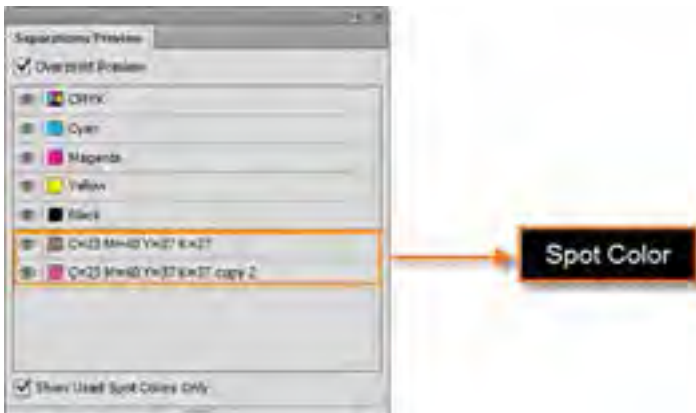 Separations Preview
Overprint Preview
CMYK
Cyan
Magenta
Yellow
Black
C=23 M=40 Y=37 K=27
C=23 M=40 Y=37 K=37 copy 2
Spot Color
Show Used Spot Colors Only